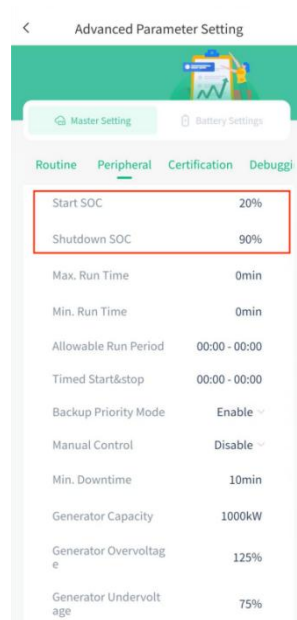 Advanced Parameter Setting
Master Setting Battery Settings
Routine Peripheral Certification Debuggi
Start SOC 20%
Shutdown SOC 90%
Max. Run Time 0min
Min. Run Time 0min
Allowable Run Period 00:00 - 00:00
Timed Start&stop 00:00 - 00:00
Backup Priority Mode Enable
Manual Control Disable
Min. Downtime 10min
Generator Capacity 1000kW
Generator Overvoltag
e 125%
Generator Undervolt
age 75%